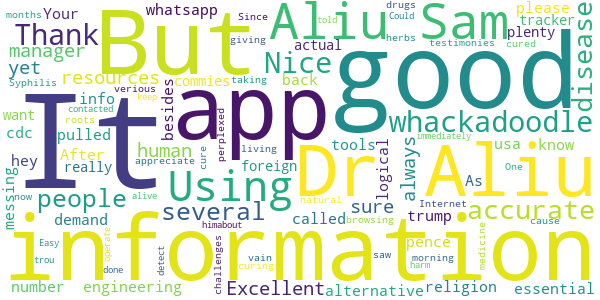 It
But
app
good
information
Dr Aliu
Aliu Sam
Using
Thank
Nice
whackadoodle
several
people
accurate
Excellent
disease
resources
manager
yet
Your
whatsapp
Since
told
giving
Could
herbs
drugs
testimonies
cured
please
tracker
plenty
actual
months
Syphilis
commies
taking
back
info
verious
want
keep
cdc
pulled
contacted
After
roots
human
besides
appreciate
cure
perplexed
living
foreign
tools
logical
always
usa
know
immediately
As
One
natural
hey
really
messing
now
demand
alive
called
sure
trump
Internet
browsing
cause
himabout
vain
saw
morning
pence
harm
medicine
Easy
trou
operate
done
detect
challenges
curing
number
engineering
alternative
religion
essential